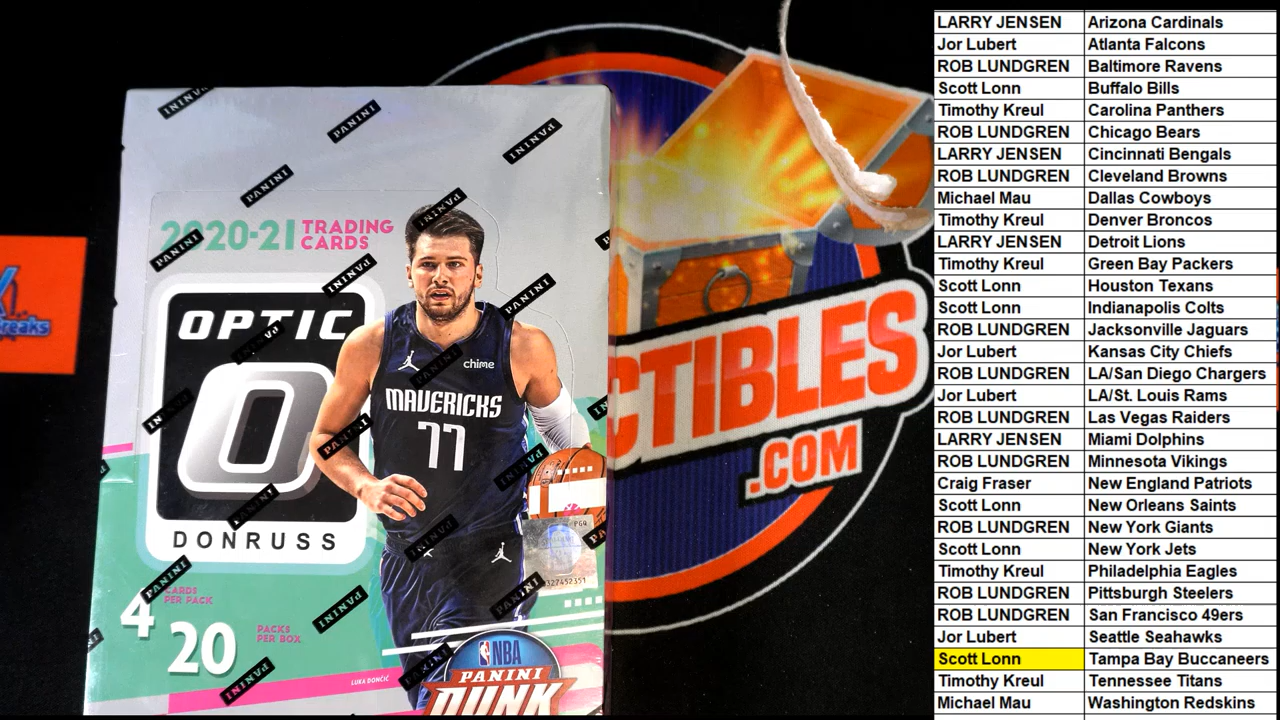 PANINI
2020-21 TRADING
CARDS
OPTIC
DONRUSS
chime
MAVERICKS
77
4 CARDS
PER PACK
20 PACKS
PER BOX
LUKA DONČIĆ
NBA
PANINI
DUNK
327452351
CTIBLES
.COM
reaks
LARRY JENSEN Arizona Cardinals
Jor Lubert Atlanta Falcons
ROB LUNDGREN Baltimore Ravens
Scott Lonn Buffalo Bills
Timothy Kreul Carolina Panthers
ROB LUNDGREN Chicago Bears
LARRY JENSEN Cincinnati Bengals
ROB LUNDGREN Cleveland Browns
Michael Mau Dallas Cowboys
Timothy Kreul Denver Broncos
LARRY JENSEN Detroit Lions
Timothy Kreul Green Bay Packers
Scott Lonn Houston Texans
Scott Lonn Indianapolis Colts
ROB LUNDGREN Jacksonville Jaguars
Jor Lubert Kansas City Chiefs
ROB LUNDGREN LA/San Diego Chargers
Jor Lubert LA/St. Louis Rams
ROB LUNDGREN Las Vegas Raiders
LARRY JENSEN Miami Dolphins
ROB LUNDGREN Minnesota Vikings
Craig Fraser New England Patriots
Scott Lonn New Orleans Saints
ROB LUNDGREN New York Giants
Scott Lonn New York Jets
Timothy Kreul Philadelphia Eagles
ROB LUNDGREN Pittsburgh Steelers
ROB LUNDGREN San Francisco 49ers
Jor Lubert Seattle Seahawks
Scott Lonn Tampa Bay Buccaneers
Timothy Kreul Tennessee Titans
Michael Mau Washington Redskins